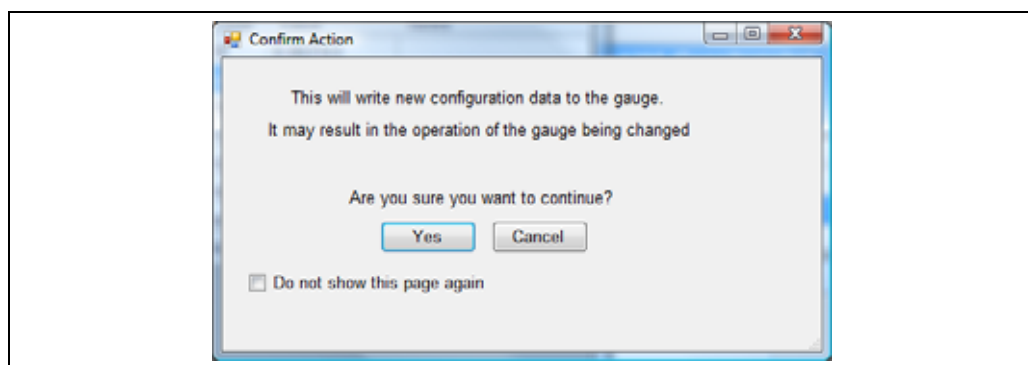 Confirm Action
This will write new configuration data to the gauge.
It may result in the operation of the gauge being changed
Are you sure you want to continue?
Yes Cancel
Do not show this page again